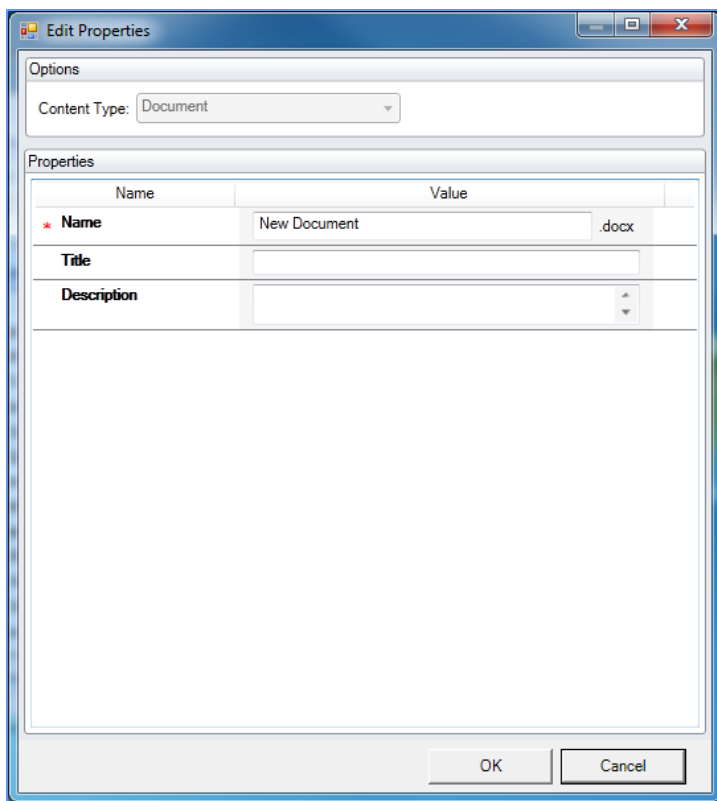 Edit Properties
Options
Content Type: Document
Properties
Name Value
* Name New Document .docx
Title
Description
OK Cancel